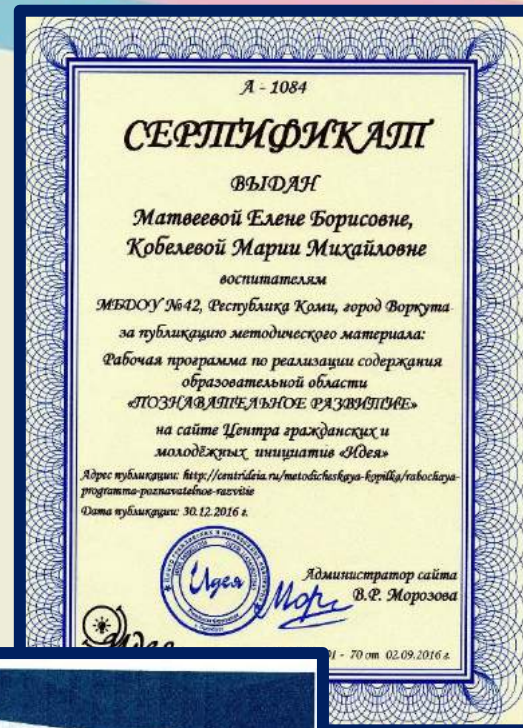 А - 1084
СЕРТИФИКАТ
ВЫДАН
Матвеевой Елене Борисовне,
Кобелевой Марии Михайловне
воспитателям
МБДОУ №42, Республика Коми, город Воркута
за публикацию методического материала:
Рабочая программа по реализации содержания
образовательной области
«ПОЗНАВАТЕЛЬНОЕ РАЗВИТИЕ»
на сайте Центра гражданских и
молодёжных инициатив «Идея»
Адрес публикации: http://centrideia.ru/metodicheskaya-kopilka/rabochaya-
programma-poznavatelnoe-razvitie
Дата публикации: 30.12.2016 г.
Идея
Администратор сайта
В.Р. Морозова
- 70 от 02.09.2016 г.